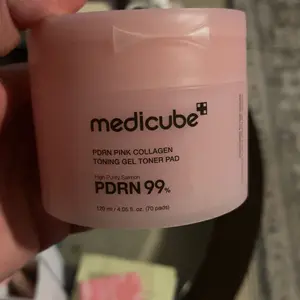 medicube
PDRN PINK COLLAGEN
TONING GEL TONER PAD
High Purity Salmon
PDRN 99%
120 ml / 4.05 fl. oz. (70 pads)